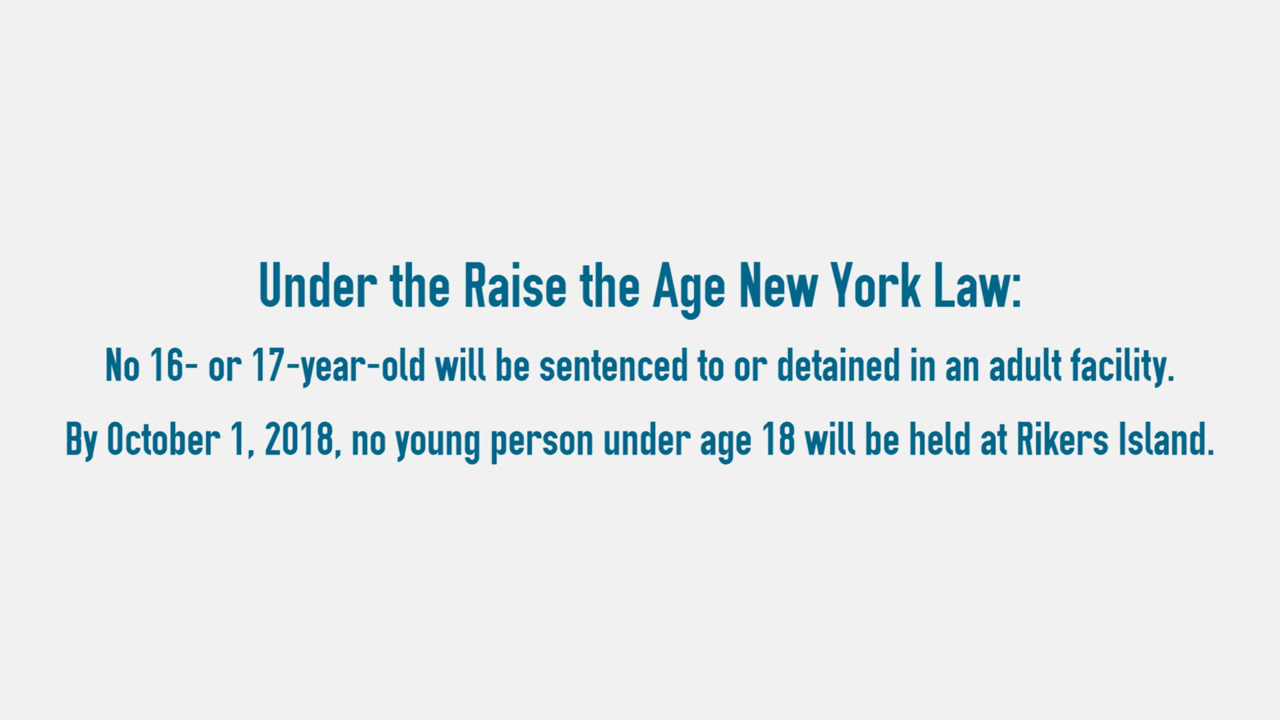 Under the Raise the Age New York Law:
No 16- or 17-year-old will be sentenced to or detained in an adult facility.
By October 1, 2018, no young person under age 18 will be held at Rikers Island.